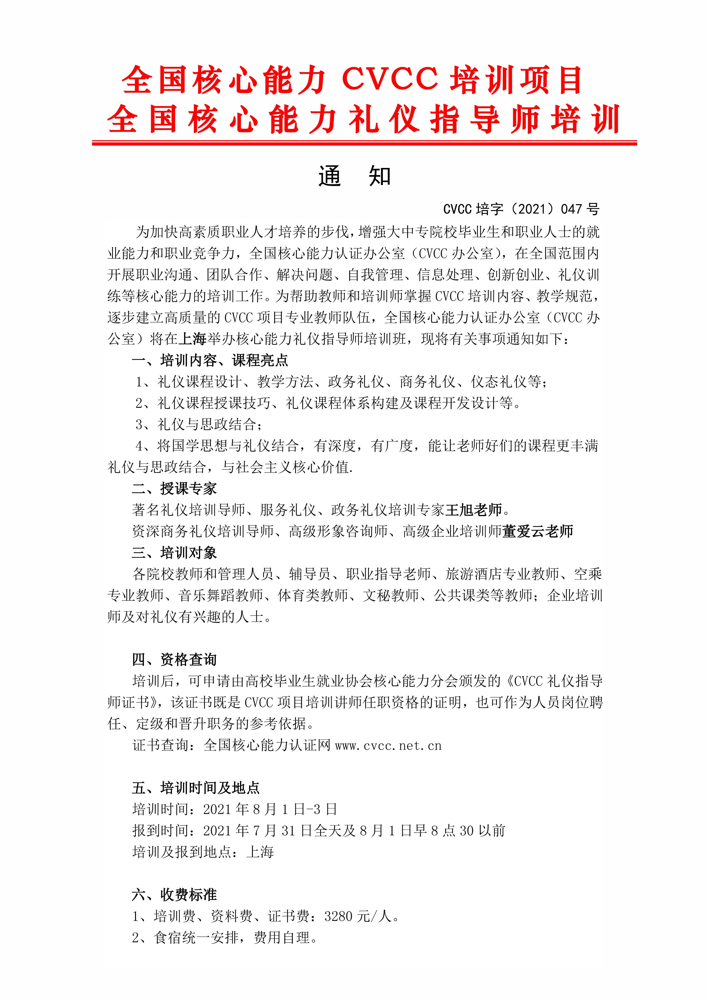 全国核心能力 CVCC 培训项目
全国核心能力礼仪指导师培训
通 知
CVCC 培字（2021）047 号
为加快高素质职业人才培养的步伐，增强大中专院校毕业生和职业人士的就
业能力和职业竞争力，全国核心能力认证办公室（CVCC 办公室），在全国范围内
开展职业沟通、团队合作、解决问题、自我管理、信息处理、创新创业、礼仪训
练等核心能力的培训工作。为帮助教师和培训师掌握 CVCC 培训内容、教学规范，
逐步建立高质量的 CVCC 项目专业教师队伍，全国核心能力认证办公室（CVCC 办
公室）将在上海举办核心能力礼仪指导师培训班，现将有关事项通知如下：
一、培训内容、课程亮点
1、礼仪课程设计、教学方法、政务礼仪、商务礼仪、仪态礼仪等；
2、礼仪课程授课技巧、礼仪课程体系构建及课程开发设计等。
3、礼仪与思政结合；
4、将国学思想与礼仪结合，有深度，有广度，能让老师好们的课程更丰满
礼仪与思政结合，与社会主义核心价值.
二、授课专家
著名礼仪培训导师、服务礼仪、政务礼仪培训专家王旭老师。
资深商务礼仪培训导师、高级形象咨询师、高级企业培训师董爱云老师
三、培训对象
各院校教师和管理人员、辅导员、职业指导老师、旅游酒店专业教师、空乘
专业教师、音乐舞蹈教师、体育类教师、文秘教师、公共课类等教师；企业培训
师及对礼仪有兴趣的人士。
四、资格查询
培训后，可申请由高校毕业生就业协会核心能力分会颁发的《CVCC 礼仪指导
师证书》，该证书既是 CVCC 项目培训讲师任职资格的证明，也可作为人员岗位聘
任、定级和晋升职务的参考依据。
证书查询：全国核心能力认证网 www.cvcc.net.cn
五、培训时间及地点
培训时间：2021 年 8 月 1 日-3 日
报到时间：2021 年 7 月 31 日全天及 8 月 1 日早 8 点 30 以前
培训及报到地点：上海
六、收费标准
1、培训费、资料费、证书费：3280 元/人。
2、食宿统一安排，费用自理。